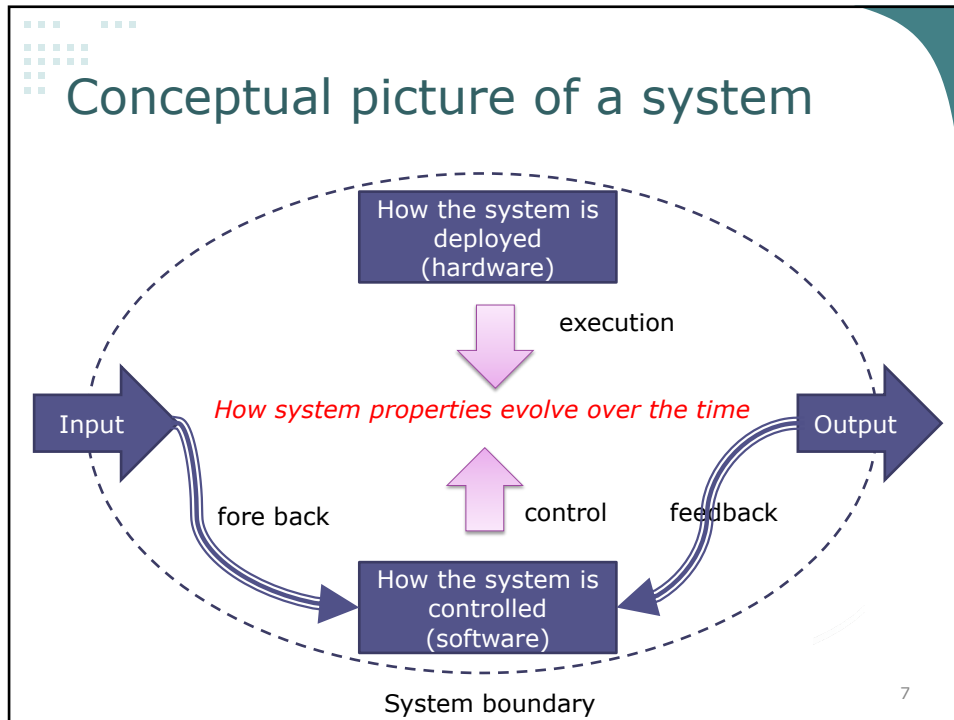 Conceptual picture of a system
How the system is
deployed
(hardware)
execution
Input
How system properties evolve over the time
Output
fore back
control
feedback
How the system is
controlled
(software)
System boundary
7